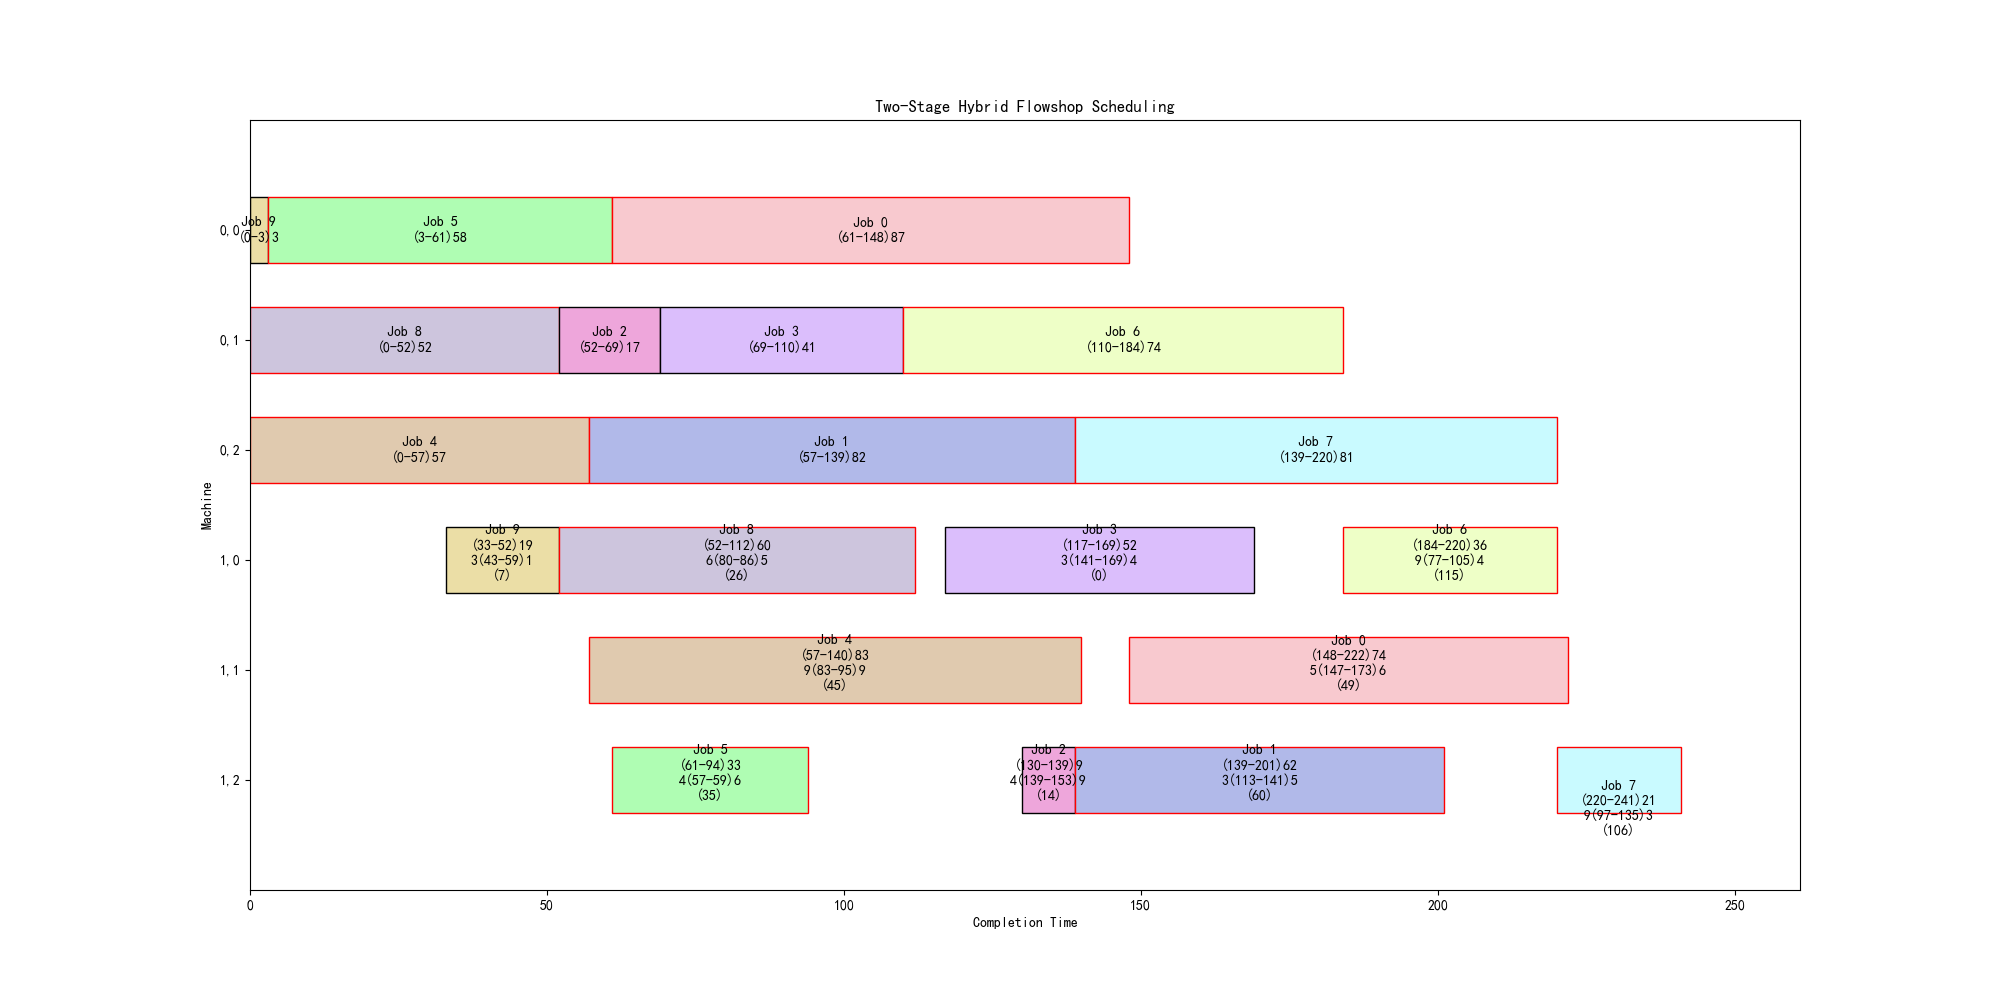 Two-Stage Hybrid Flowshop Scheduling
Machine
0,0
Job 9
(0-3)3
Job 5
(3-61)58
Job 0
(61-148)87
0,1
Job 8
(0-52)52
Job 2
(52-69)17
Job 3
(69-110)41
Job 6
(110-184)74
0,2
Job 4
(0-57)57
Job 1
(57-139)82
Job 7
(139-220)81
1,0
Job 9
(33-52)19
3(43-59)1
(7)
Job 8
(52-112)60
6(80-86)5
(26)
Job 3
(117-169)52
3(141-169)4
(0)
Job 6
(184-220)36
9(77-105)4
(115)
1,1
Job 4
(57-140)83
9(83-95)9
(45)
Job 0
(148-222)74
5(147-173)6
(49)
1,2
Job 5
(61-94)33
4(57-59)6
(35)
Job 2
(130-139)9
4(139-153)9
(14)
Job 1
(139-201)62
3(113-141)5
(60)
Job 7
(220-241)21
9(97-135)3
(106)
0
50
100
150
200
250
Completion Time